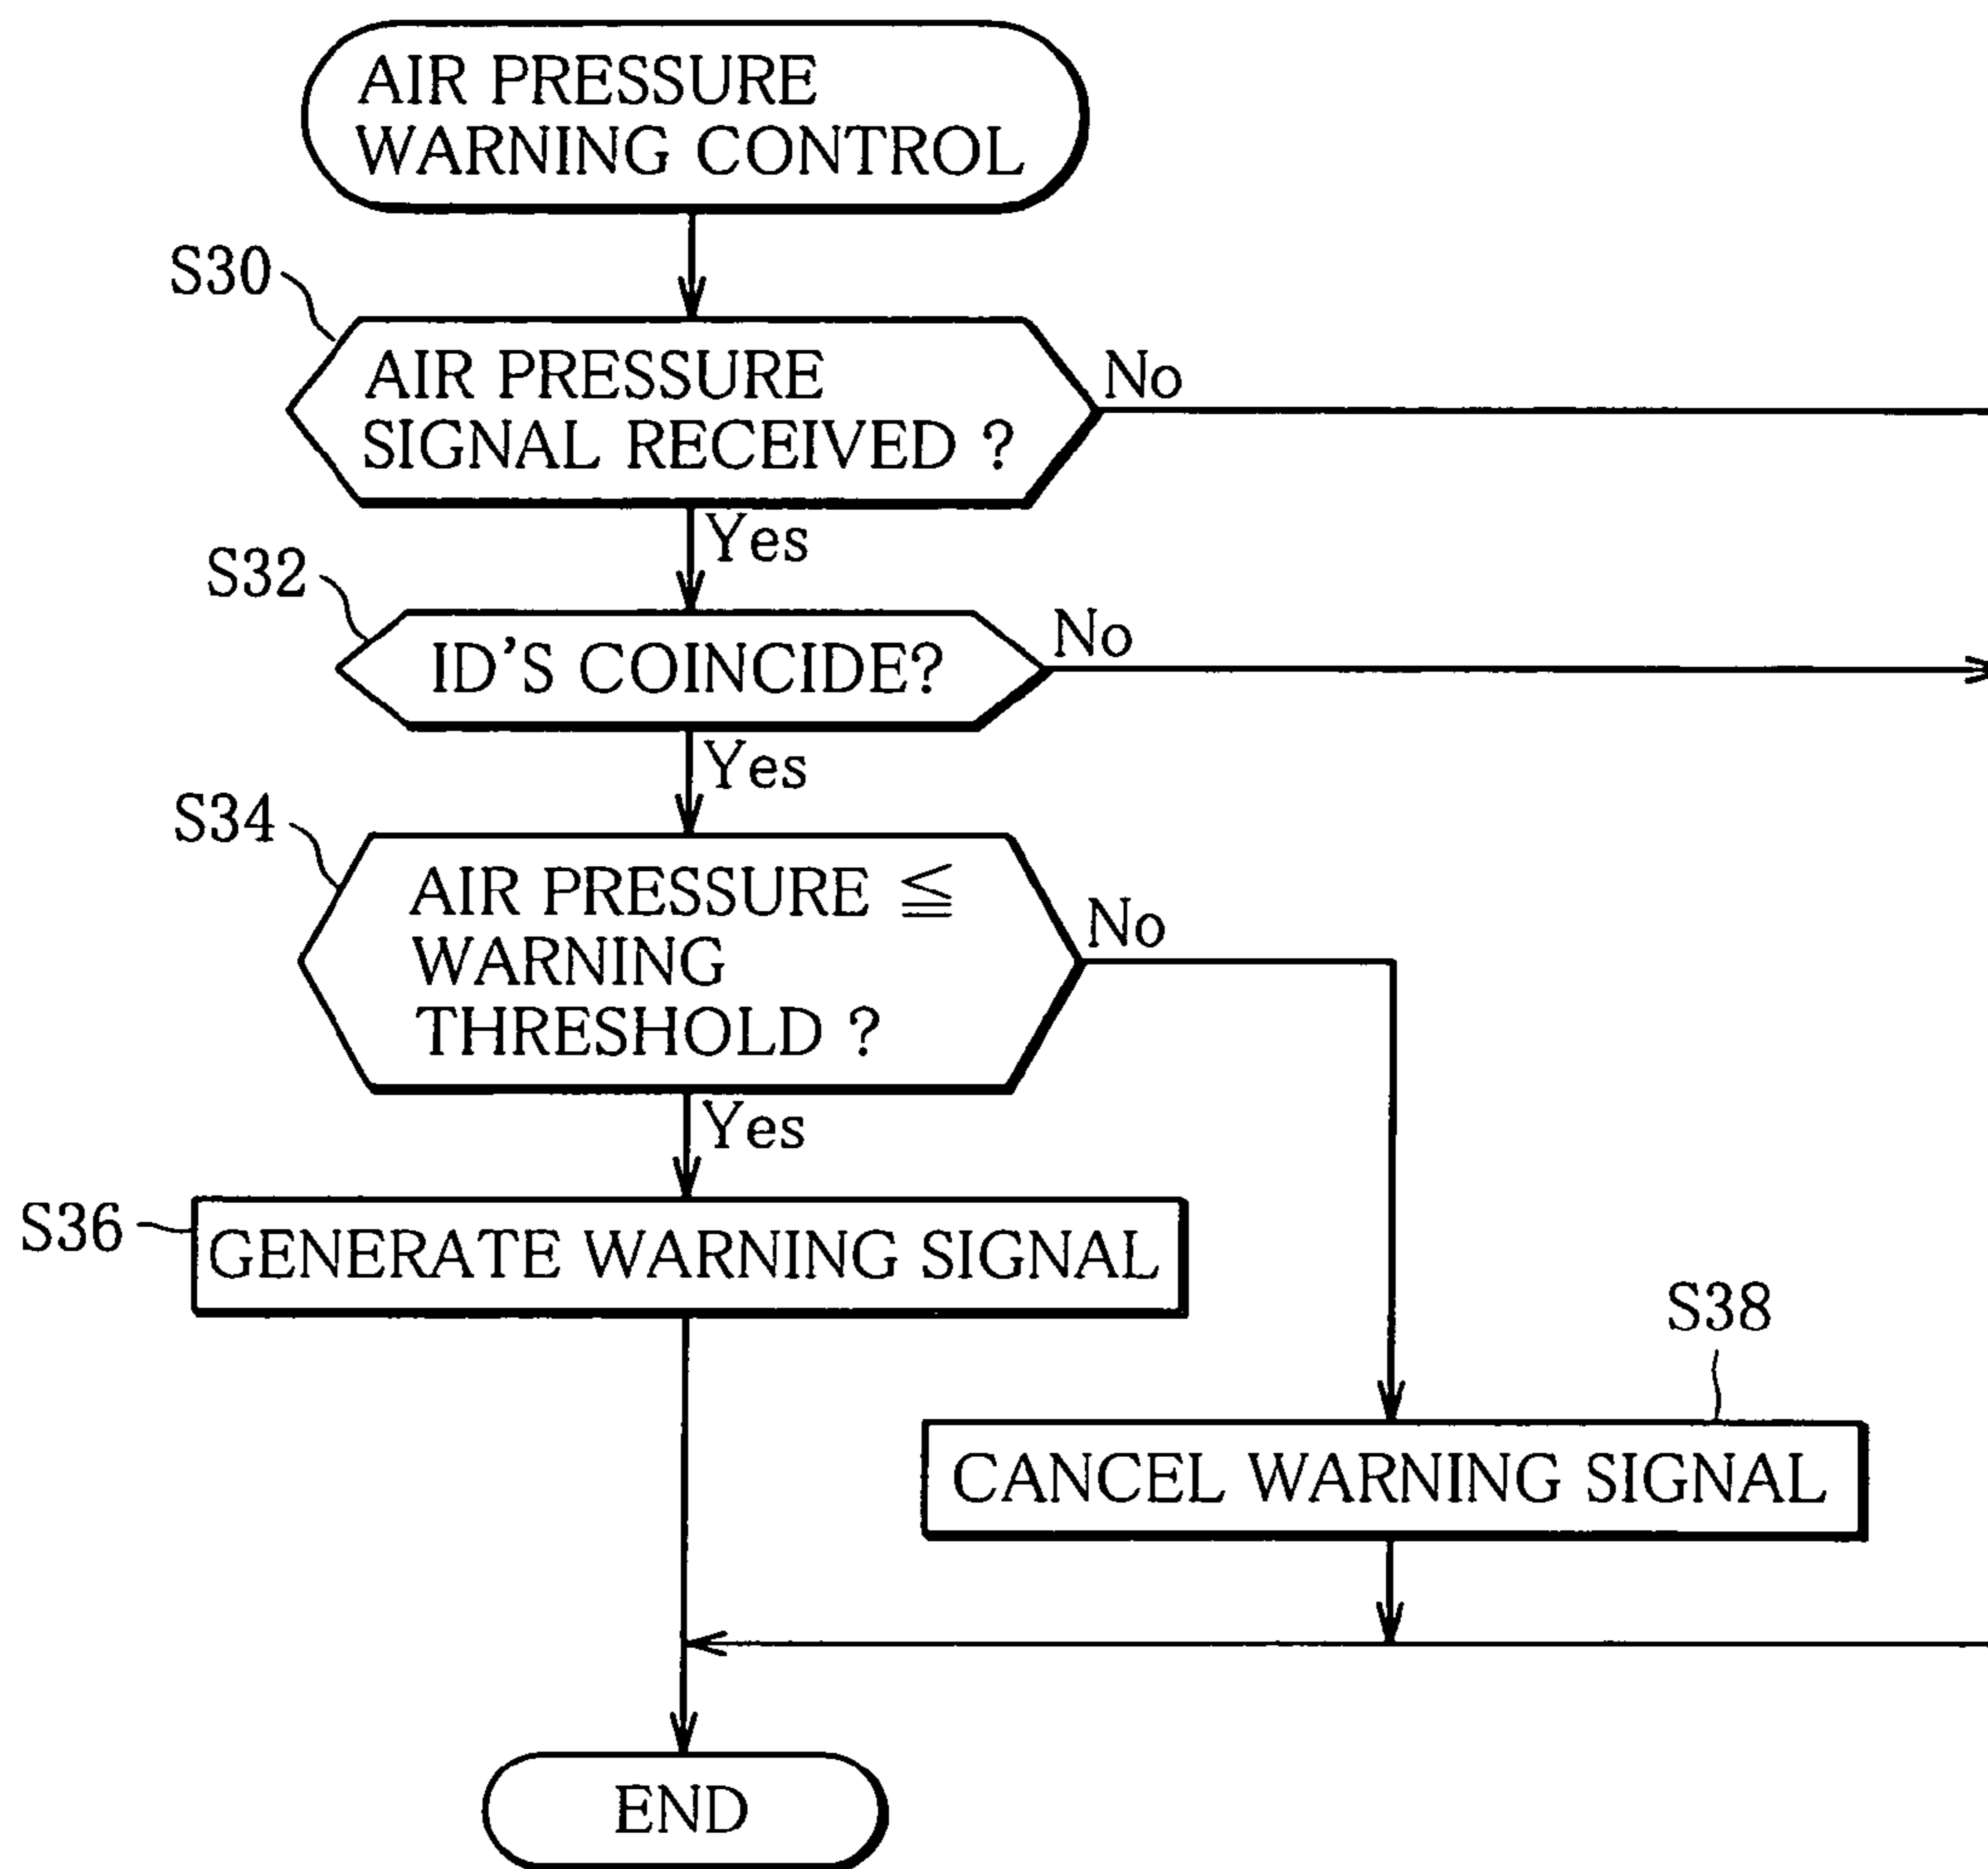 AIR PRESSURE
WARNING CONTROL
S30
AIR PRESSURE
SIGNAL RECEIVED ?
No
Yes
S32
ID'S COINCIDE?
No
Yes
S34
AIR PRESSURE ≦
WARNING
THRESHOLD ?
No
Yes
S36
GENERATE WARNING SIGNAL
S38
CANCEL WARNING SIGNAL
END